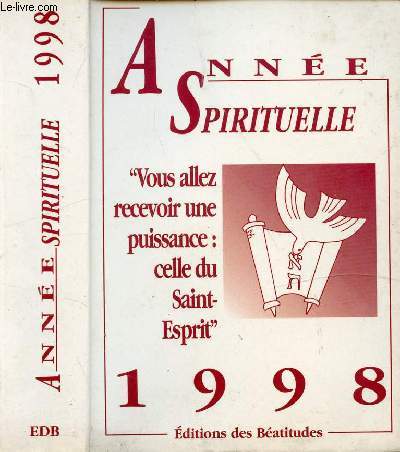 © Le-livre.com
ANNÉE SPIRITUELLE 1998
EDB
ANNÉE
SPIRITUELLE
“Vous allez
recevoir une
puissance :
celle du
Saint-
Esprit”
1998
Éditions des Béatitudes